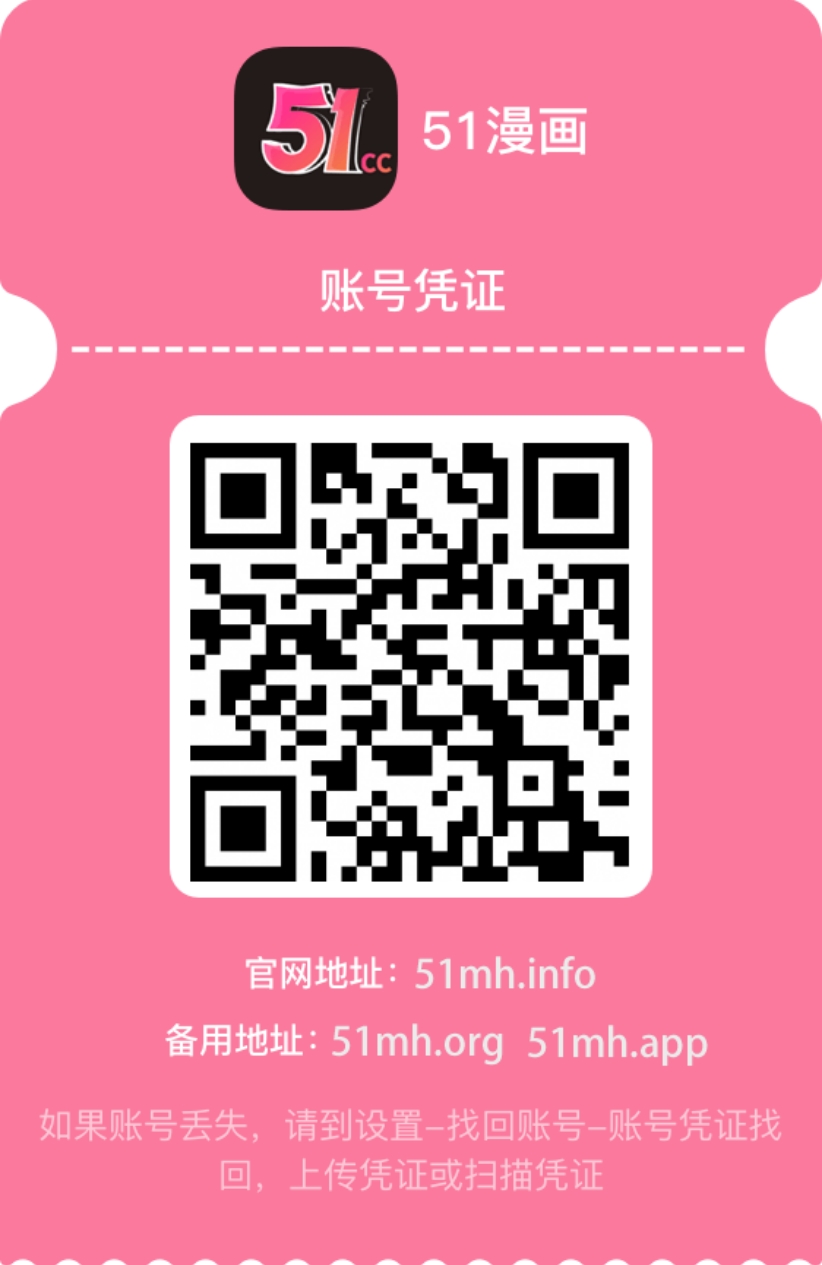 51cc
51漫画
账号凭证
官网地址：51mh.info
备用地址：51mh.org 51mh.app
如果账号丢失，请到设置-找回账号-账号凭证找
回，上传凭证或扫描凭证